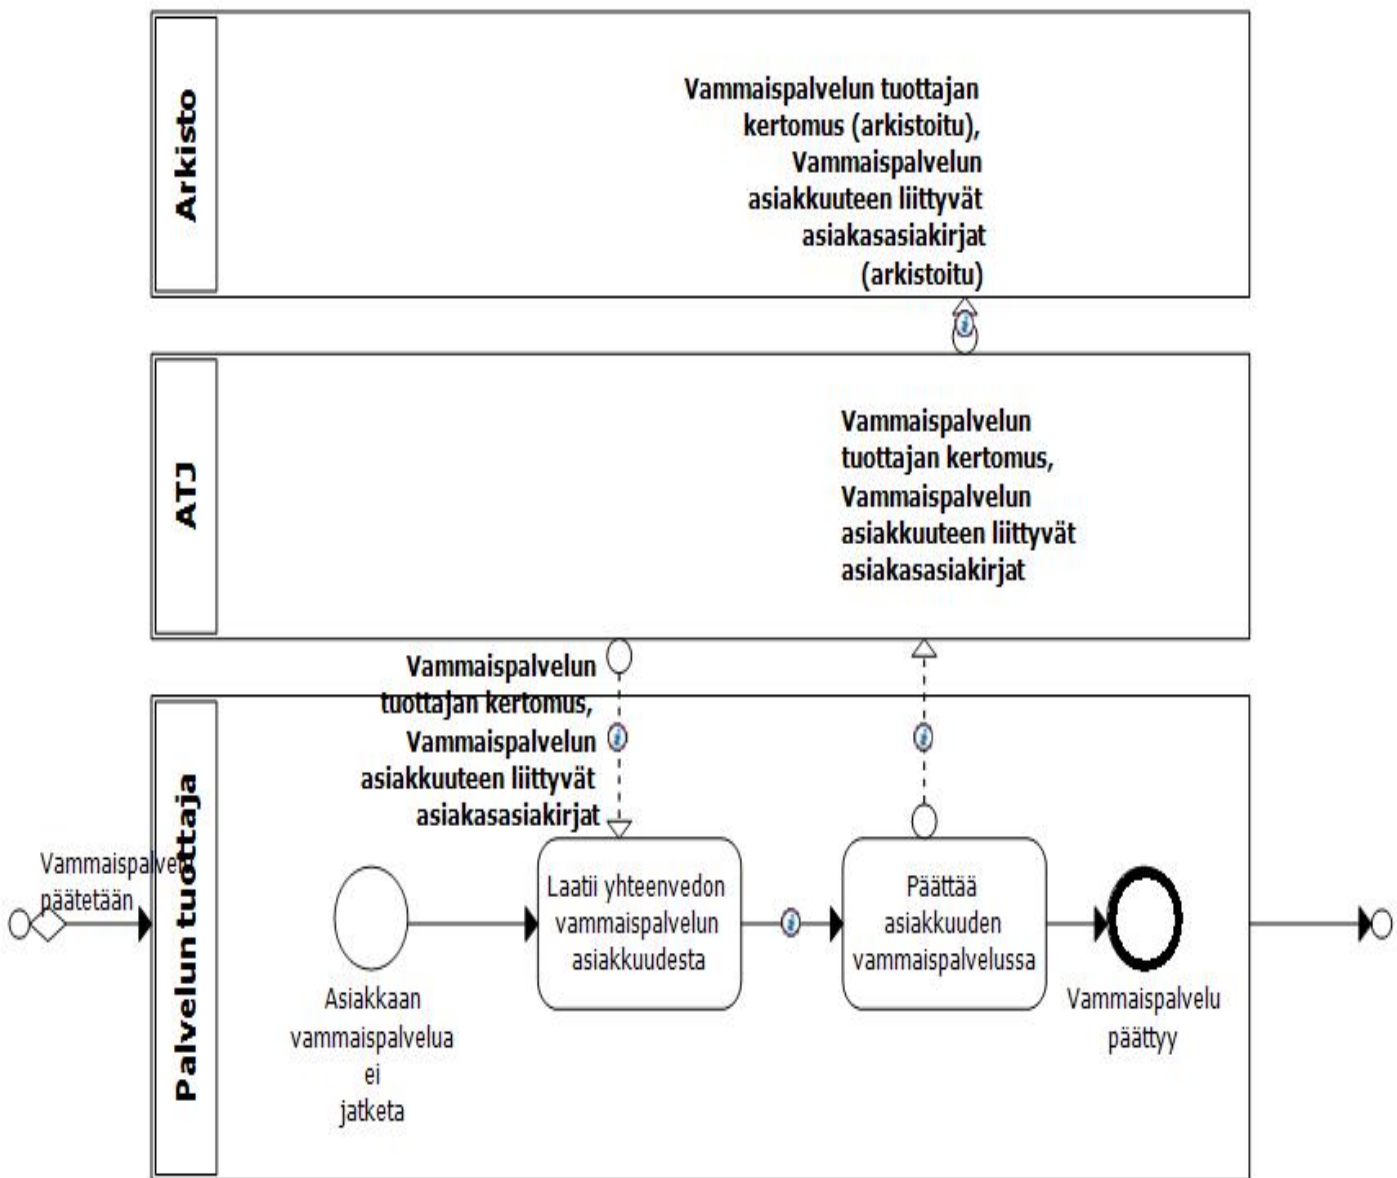 Arkisto
Vammaispalvelun tuottajan
kertomus (arkistoitu),
Vammaispalvelun
asiakkuuteen liittyvät
asiakasasiakirjat
(arkistoitu)
ATJ
Vammaispalvelun
tuottajan kertomus,
Vammaispalvelun
asiakkuuteen liittyvät
asiakasasiakirjat
Vammaispalvelun
tuottajan kertomus,
Vammaispalvelun
asiakkuuteen liittyvät
asiakasasiakirjat
Palvelun tuottaja
päätetään
Asiakkaan
vammaispalvelua
ei
jatketa
Laatii yhteenvedon
vammaispalvelun
asiakkuudesta
Päättää
asiakkuuden
vammaispalvelussa
Vammaispalvelu
päättyy